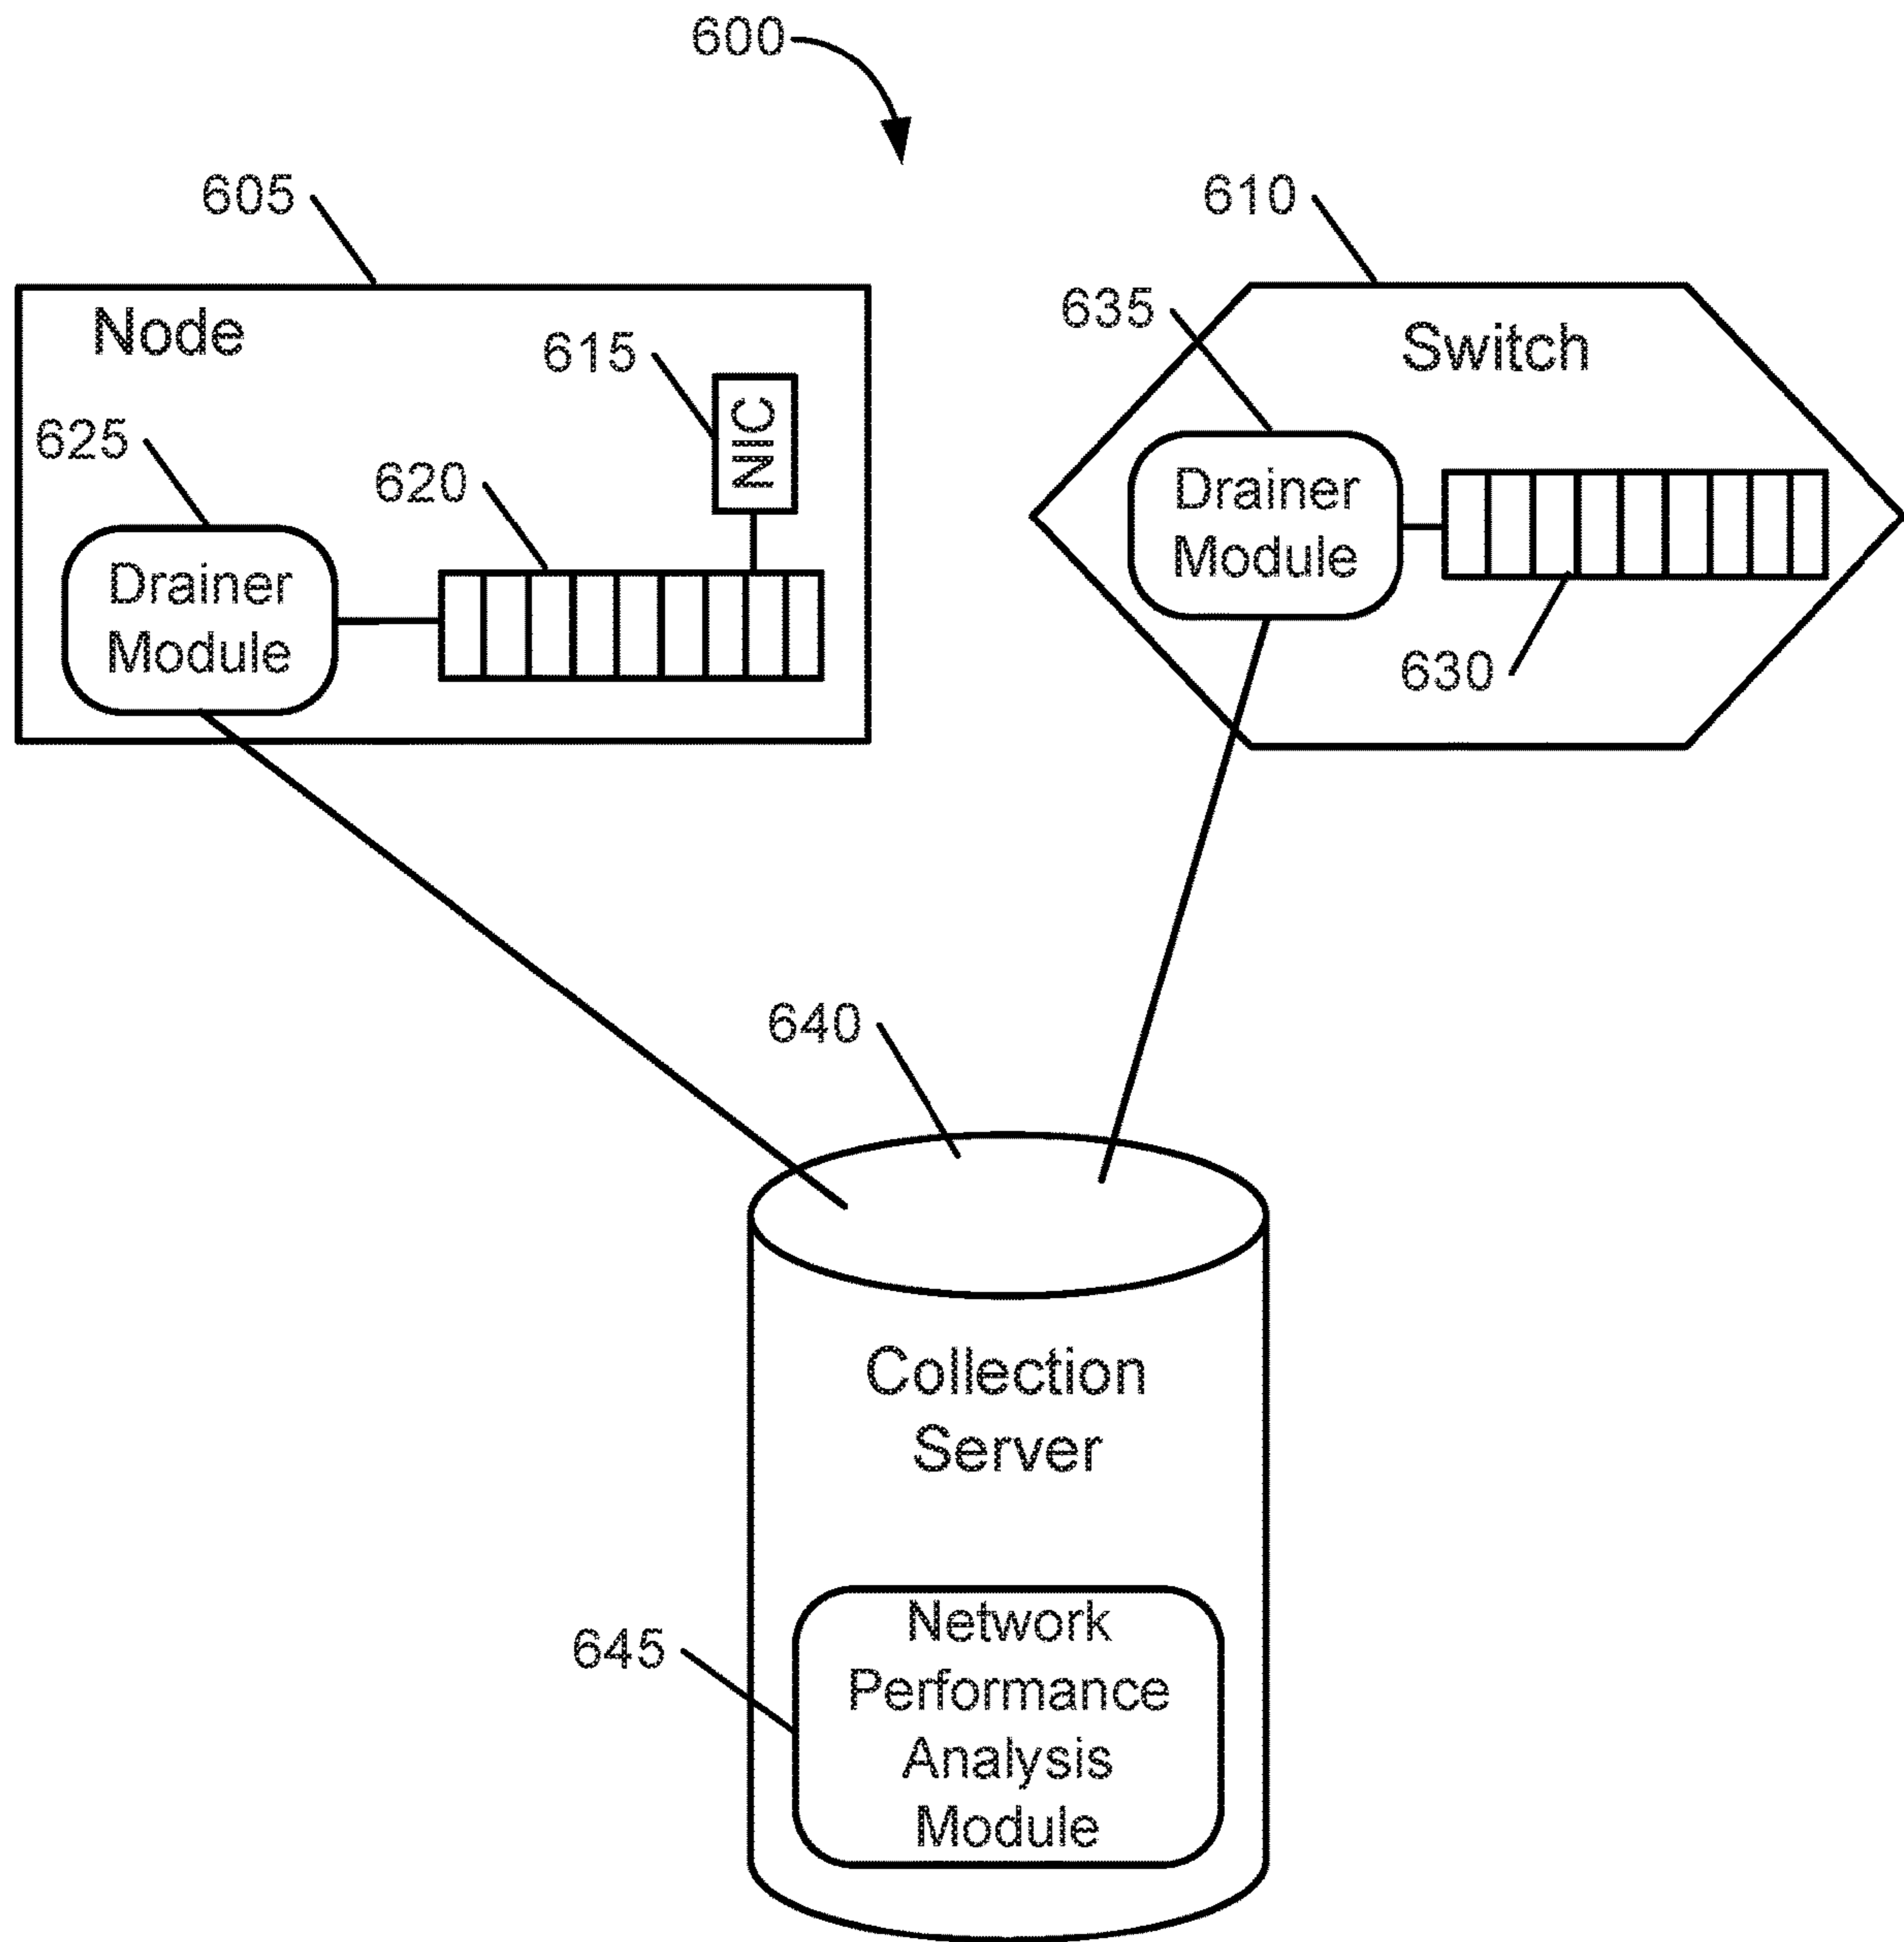 600
605
610
Node
635
Switch
615
NIC
625
620
Drainer
Module
Drainer
Module
630
640
Collection
Server
645
Network
Performance
Analysis
Module